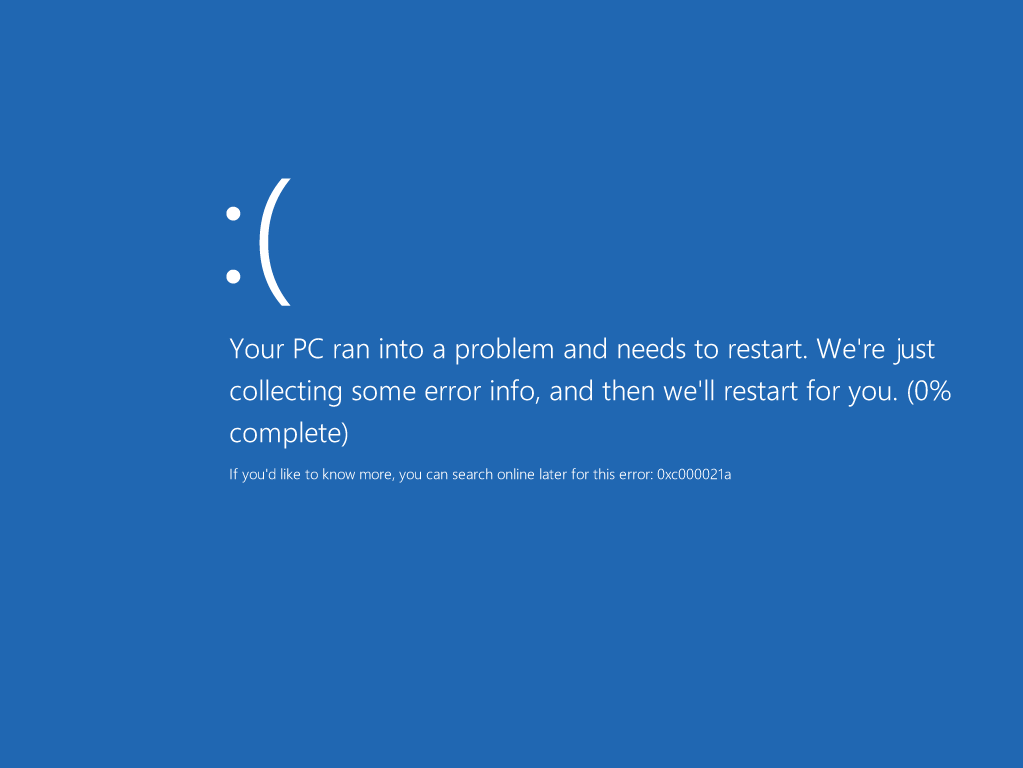 :(
Your PC ran into a problem and needs to restart. We're just
collecting some error info, and then we'll restart for you. (0%
complete)
If you'd like to know more, you can search online later for this error: 0xc000021a